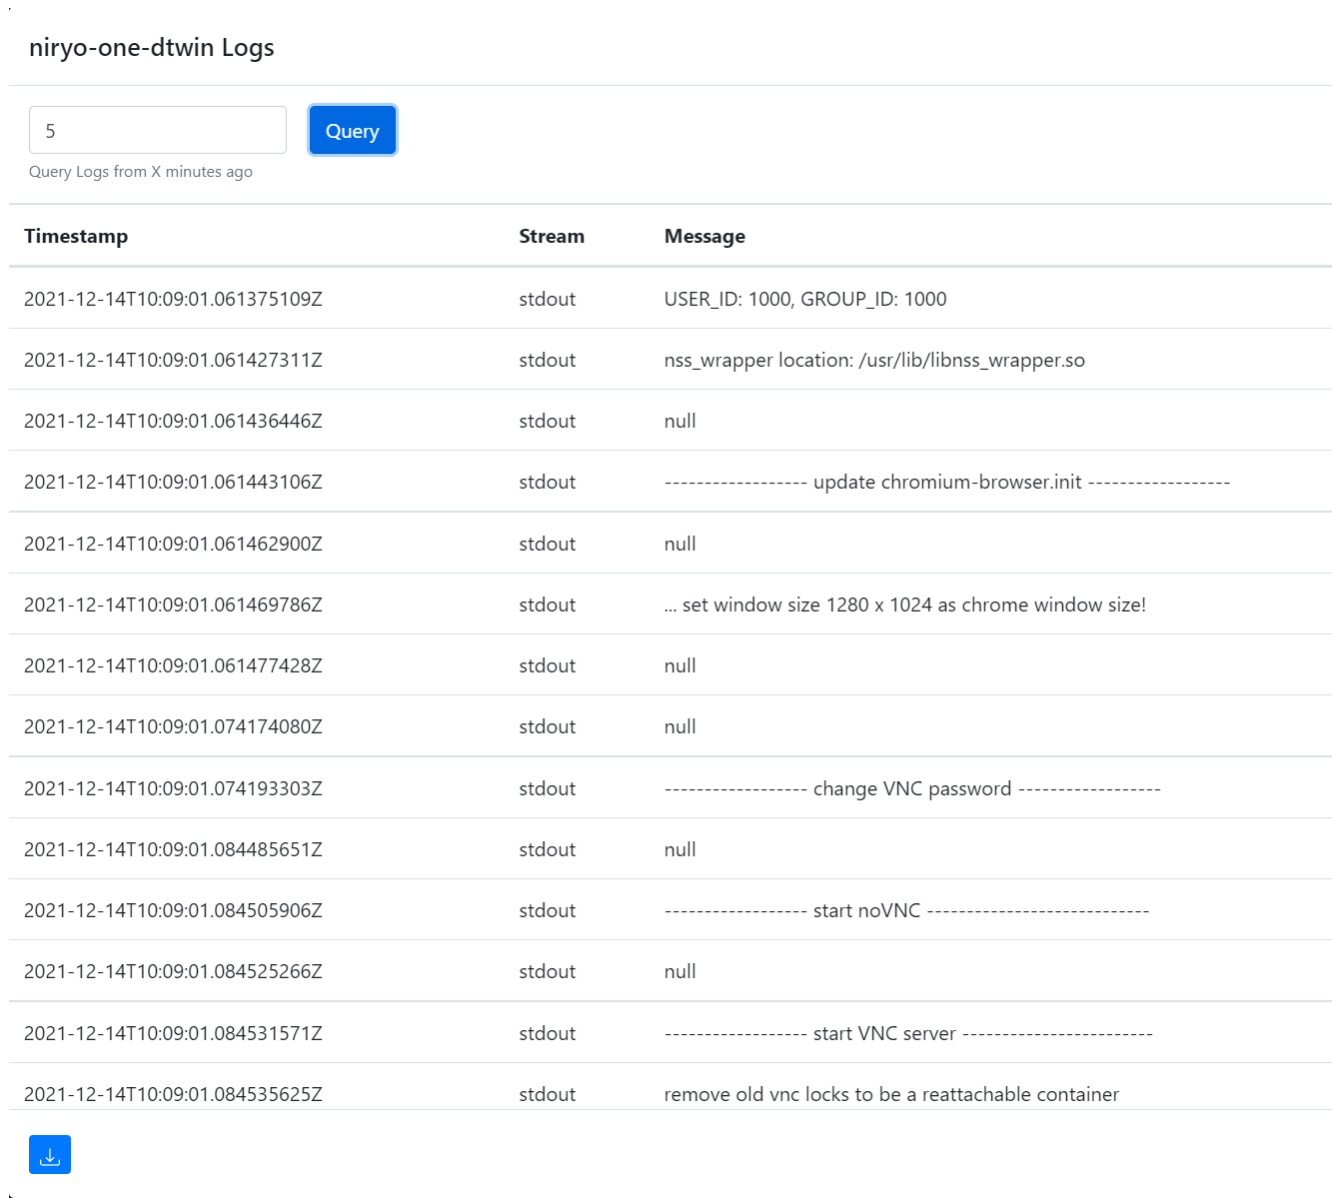 niryo-one-dtwin Logs
5 Query
Query Logs from X minutes ago
Timestamp Stream Message
2021-12-14T10:09:01.061375109Z stdout USER_ID: 1000, GROUP_ID: 1000
2021-12-14T10:09:01.061427311Z stdout nss_wrapper location: /usr/lib/libnss_wrapper.so
2021-12-14T10:09:01.061436446Z stdout null
2021-12-14T10:09:01.061443106Z stdout ------------------ update chromium-browser.init ------------------
2021-12-14T10:09:01.061462900Z stdout null
2021-12-14T10:09:01.061469786Z stdout ... set window size 1280 x 1024 as chrome window size!
2021-12-14T10:09:01.061477428Z stdout null
2021-12-14T10:09:01.074174080Z stdout null
2021-12-14T10:09:01.074193303Z stdout ------------------ change VNC password ------------------
2021-12-14T10:09:01.084485651Z stdout null
2021-12-14T10:09:01.084505906Z stdout ------------------ start noVNC ----------------------------
2021-12-14T10:09:01.084525266Z stdout null
2021-12-14T10:09:01.084531571Z stdout ------------------ start VNC server ------------------------
2021-12-14T10:09:01.084535625Z stdout remove old vnc locks to be a reattachable container